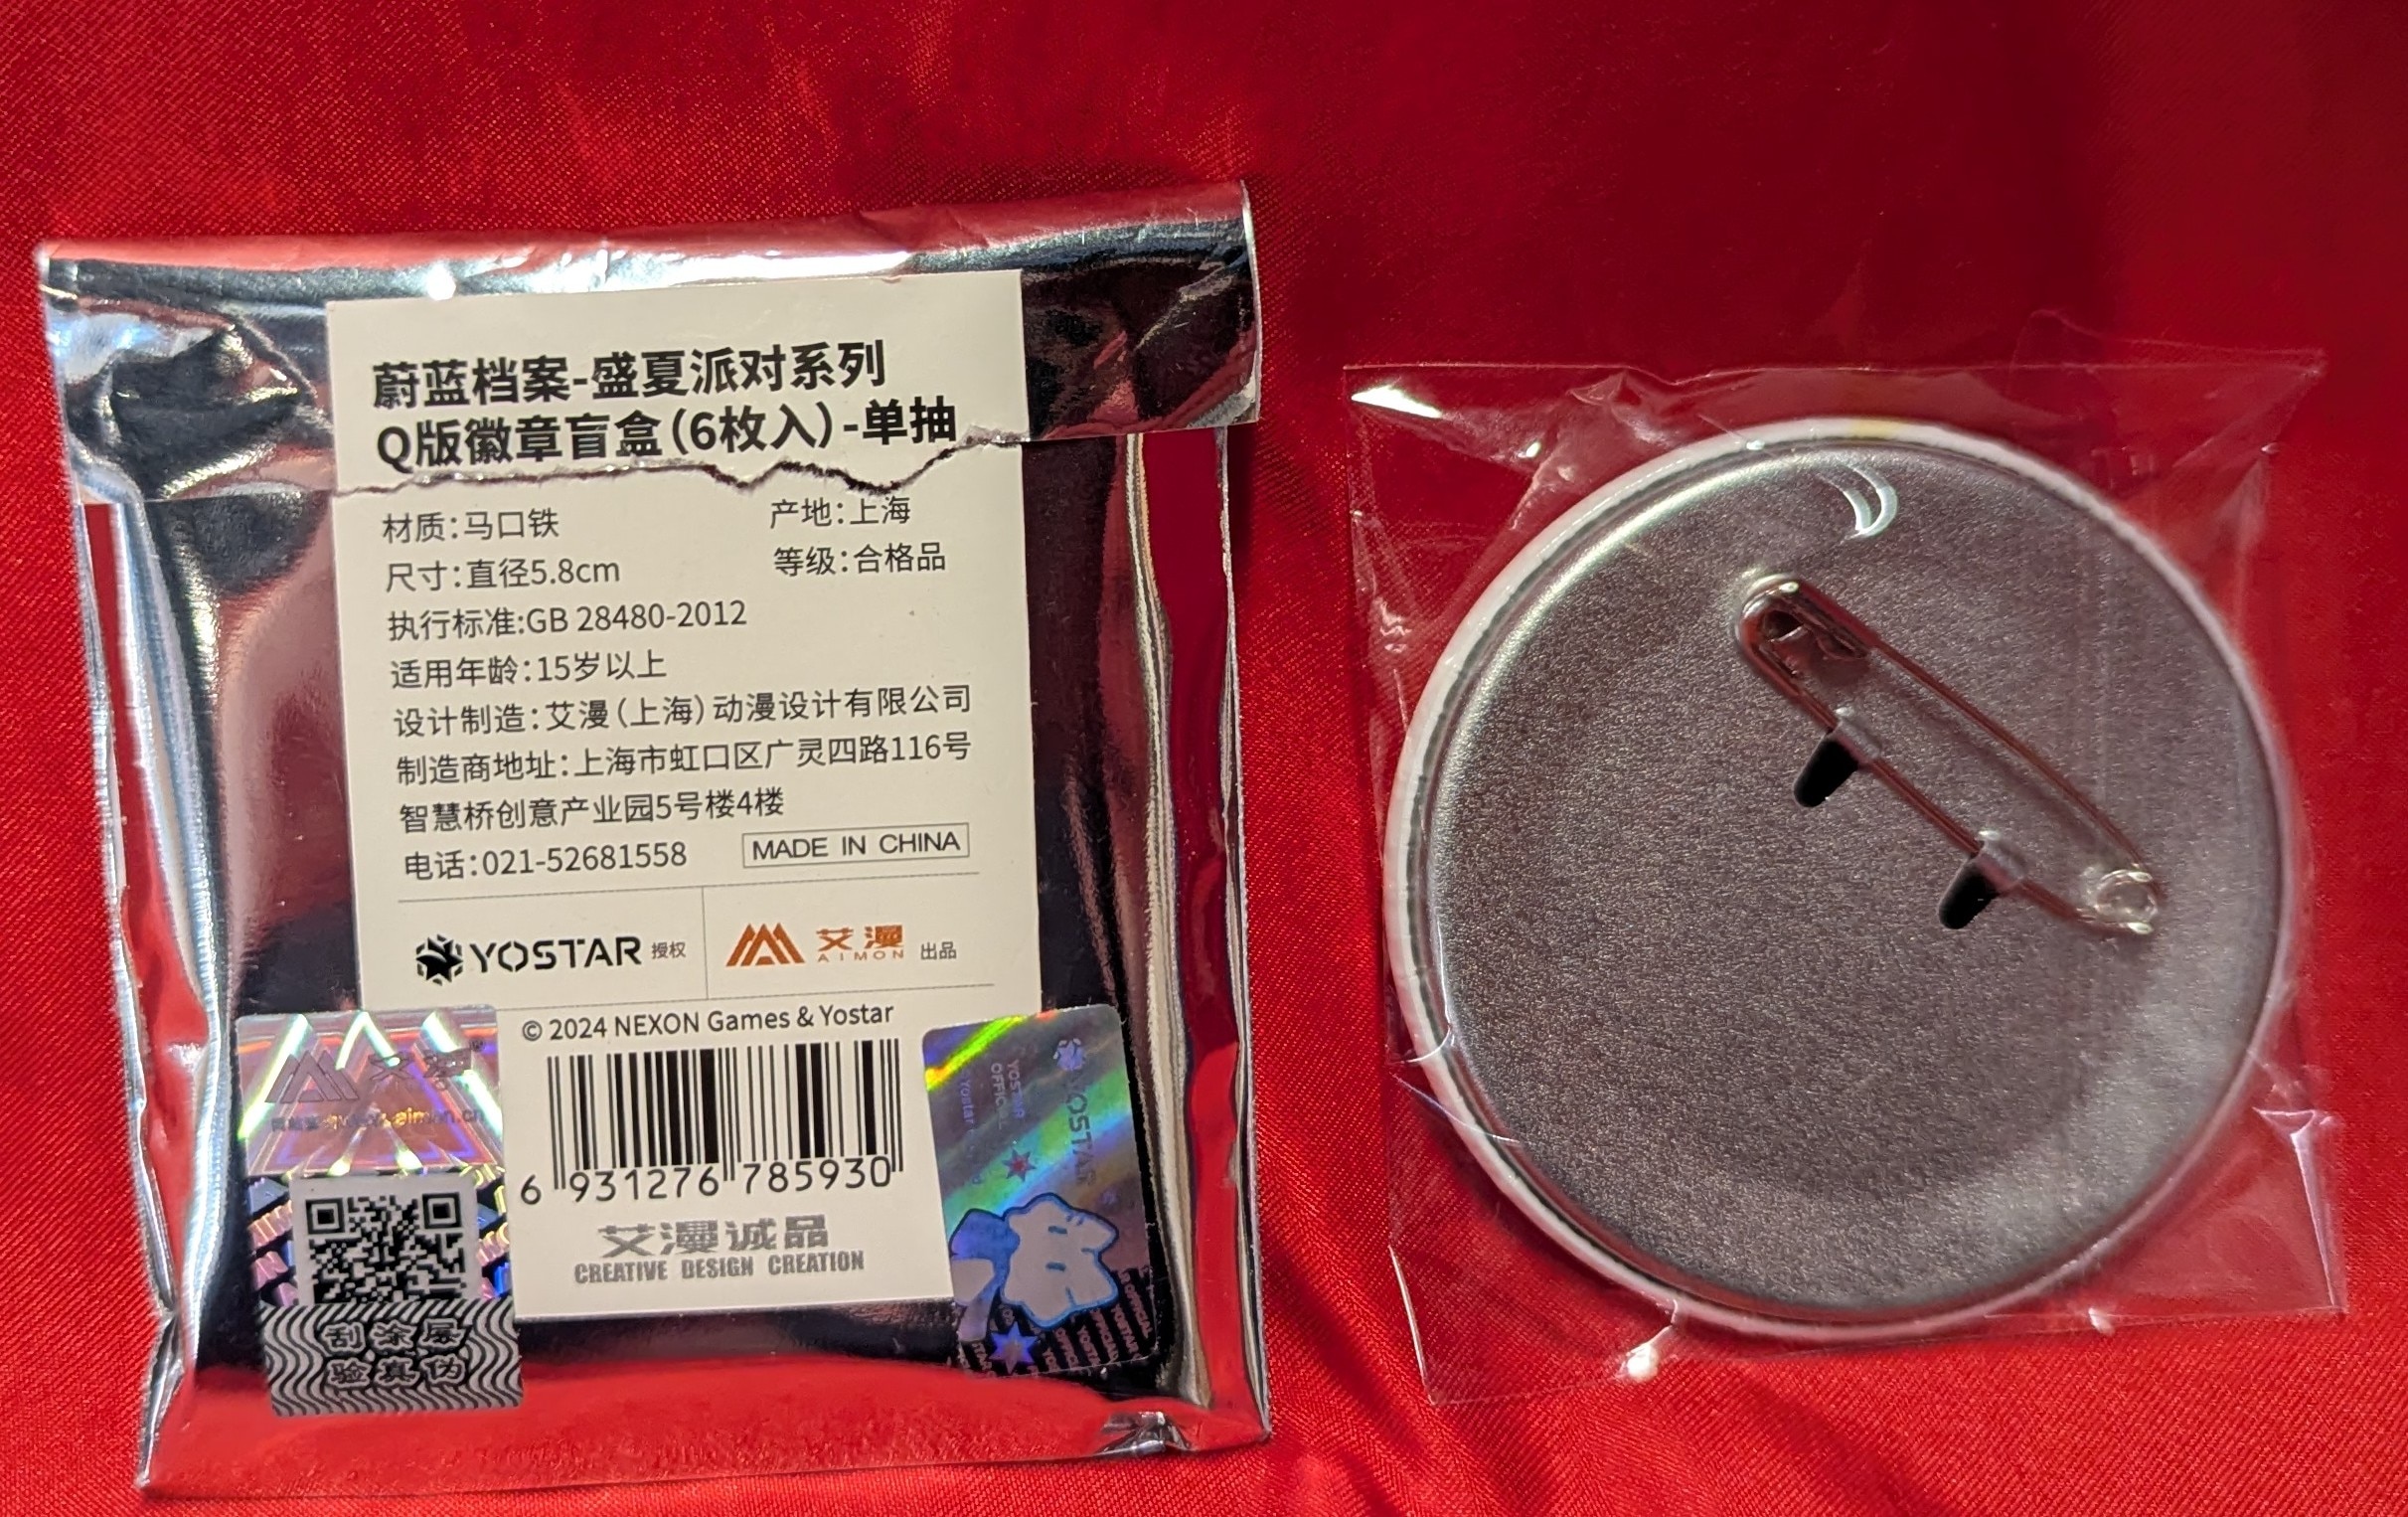 蔚蓝档案-盛夏派对系列
Q版徽章盲盒(6枚入)-单抽
材质:马口铁 产地:上海
尺寸:直径5.8cm 等级:合格品
执行标准:GB 28480-2012
适用年龄:15岁以上
设计制造:艾漫(上海)动漫设计有限公司
制造商地址:上海市虹口区广灵四路116号
智慧桥创意产业园5号楼4楼
电话:021-52681558 MADE IN CHINA
YOSTAR 授权 艾漫 AIMON 出品
© 2024 NEXON Games & Yostar
6 931276 785930
艾漫诚品
CREATIVE DESIGN CREATION
艾漫
aimon.cn
刮涂层
验真伪
YOSTAR
YOSTAR
OFFICIAL
Yostar